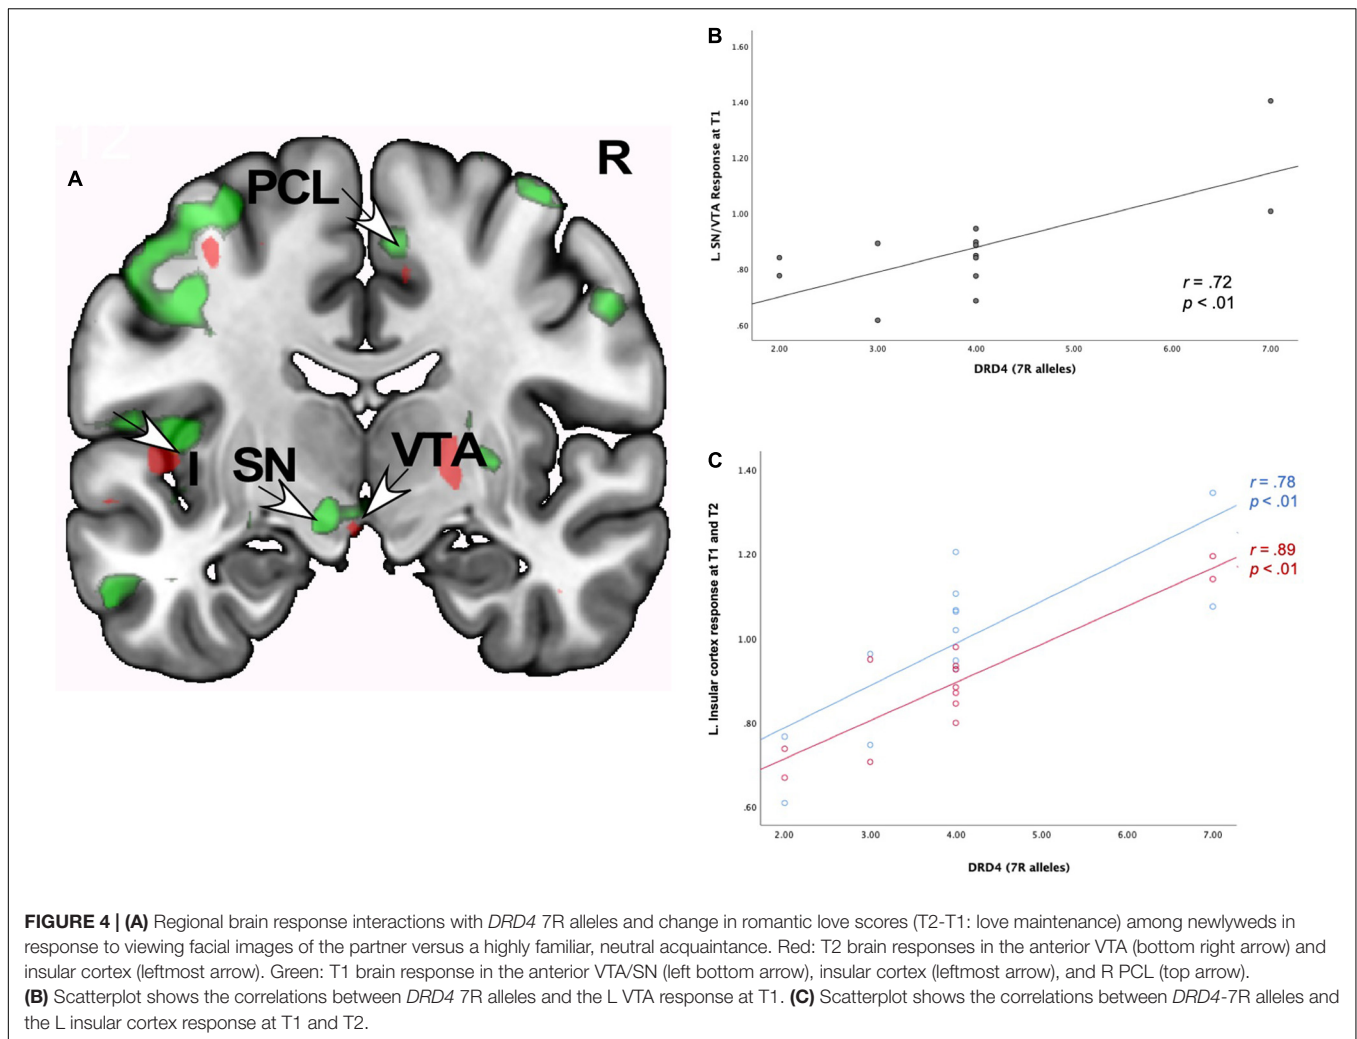 T2
A
PCL
R
I
SN
VTA
B
1.60
1.40
1.20
1.00
.80
.60
L. SN/VTA Response at T1
r = .72
p < .01
2.00 3.00 4.00 5.00 6.00 7.00
DRD4 (7R alleles)
C
1.40
1.20
1.00
.80
.60
L. Insular cortex response at T1 and T2
r = .78
p < .01
r = .89
p < .01
2.00 3.00 4.00 5.00 6.00 7.00
DRD4 (7R alleles)
FIGURE 4 | (A) Regional brain response interactions with DRD4 7R alleles and change in romantic love scores (T2-T1: love maintenance) among newlyweds in
response to viewing facial images of the partner versus a highly familiar, neutral acquaintance. Red: T2 brain responses in the anterior VTA (bottom right arrow) and
insular cortex (leftmost arrow). Green: T1 brain response in the anterior VTA/SN (left bottom arrow), insular cortex (leftmost arrow), and R PCL (top arrow).
(B) Scatterplot shows the correlations between DRD4 7R alleles and the L VTA response at T1. (C) Scatterplot shows the correlations between DRD4-7R alleles and
the L insular cortex response at T1 and T2.